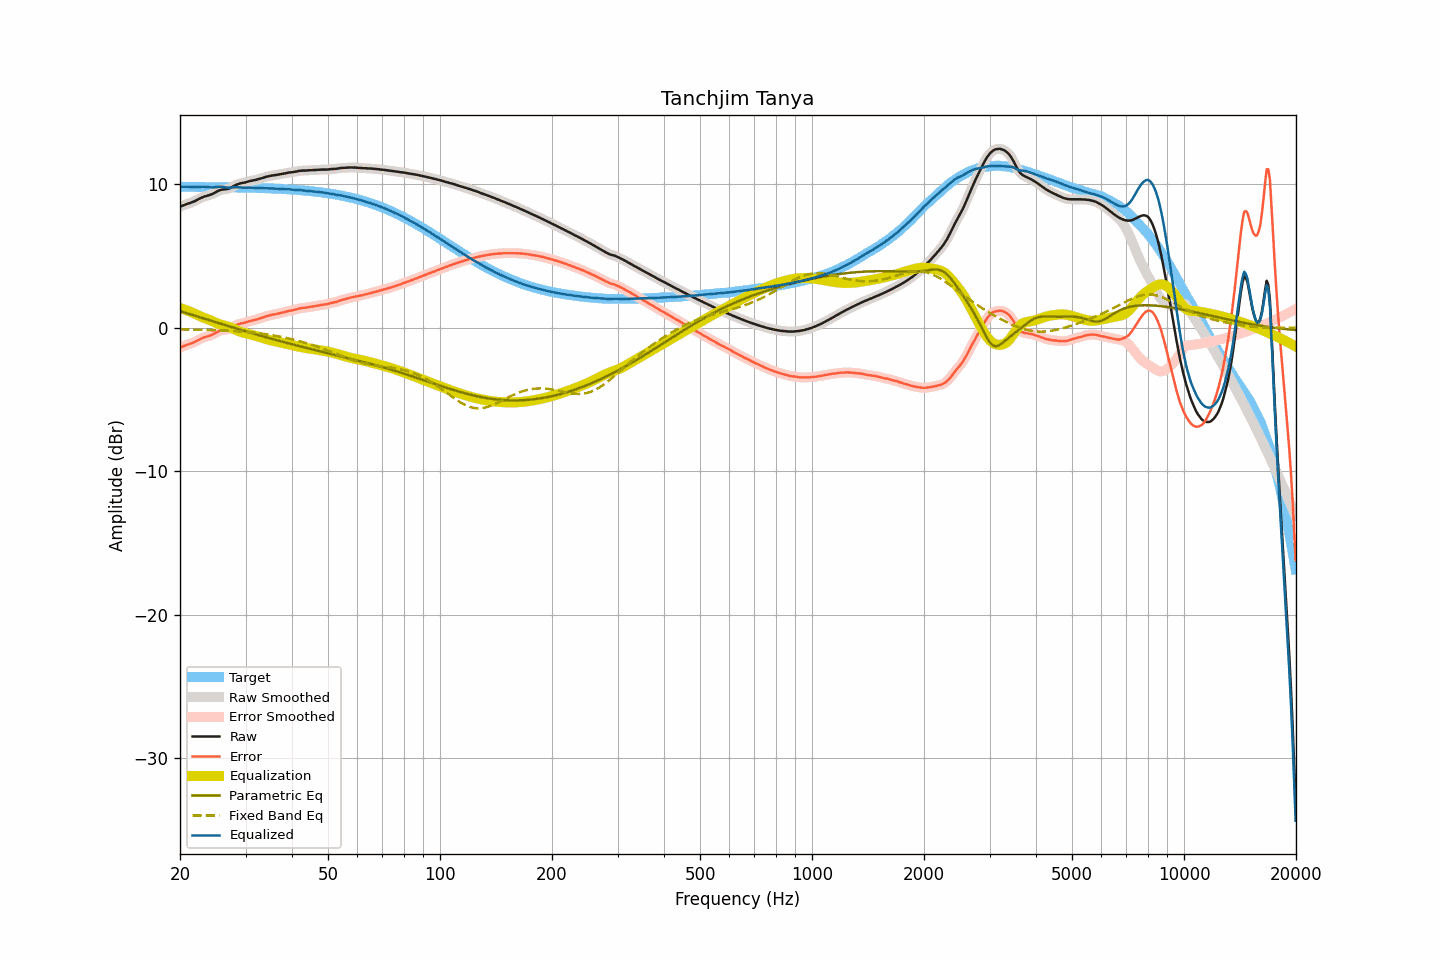 Tanchjim Tanya
10
0
−10
−20
−30
Amplitude (dBr)
Target
Raw Smoothed
Error Smoothed
Raw
Error
Equalization
Parametric Eq
Fixed Band Eq
Equalized
20 50 100 200 500 1000 2000 5000 10000 20000
Frequency (Hz)